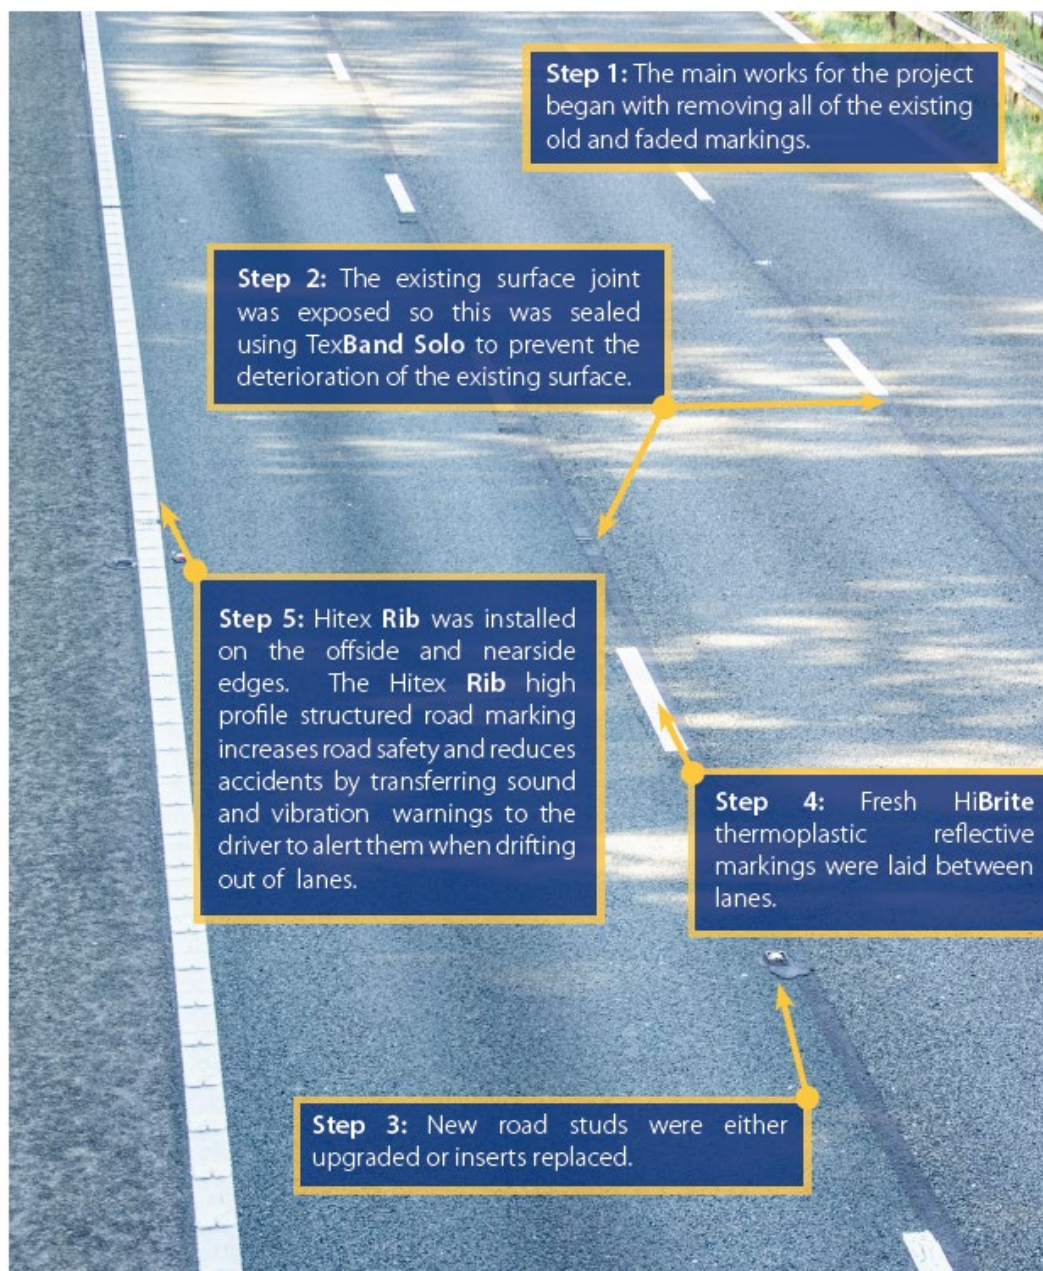 Step 1: The main works for the project
began with removing all of the existing
old and faded markings.
Step 2: The existing surface joint
was exposed so this was sealed
using TexBand Solo to prevent the
deterioration of the existing surface.
Step 5: Hitex Rib was installed
on the offside and nearside
edges. The Hitex Rib high
profile structured road marking
increases road safety and reduces
accidents by transferring sound
and vibration warnings to the
driver to alert them when drifting
out of lanes.
Step 4: Fresh HiBrite
thermoplastic reflective
markings were laid between
lanes.
Step 3: New road studs were either
upgraded or inserts replaced.